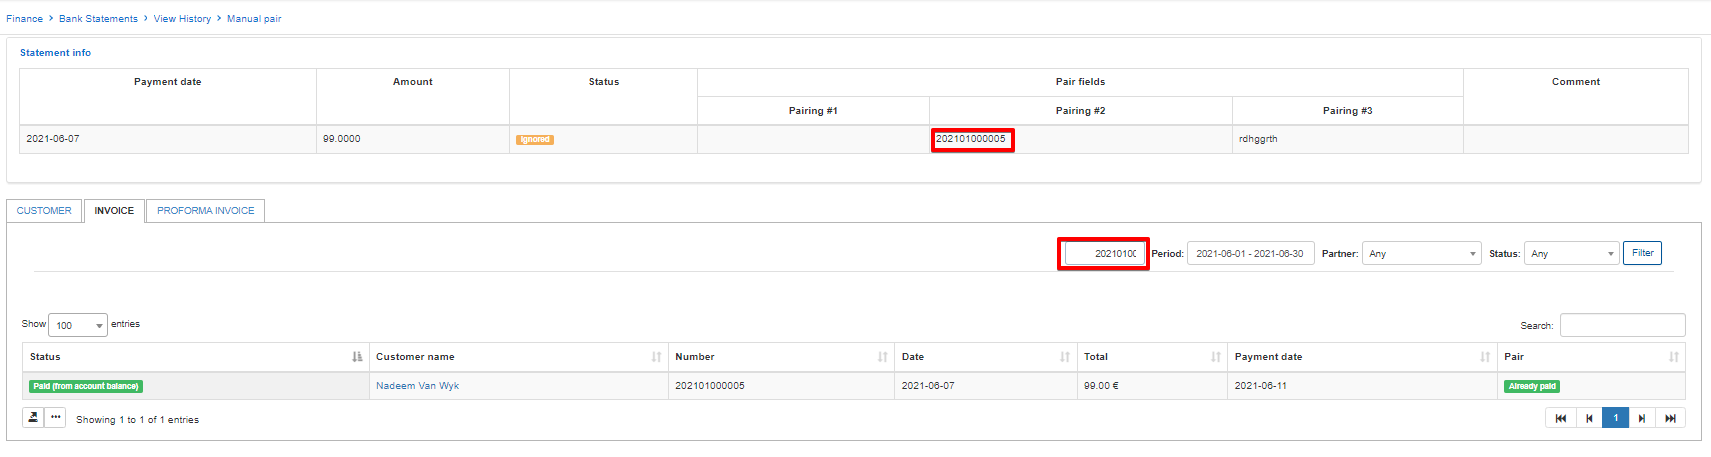 Finance > Bank Statements > View History > Manual pair
Statement info
Payment date Amount Status Pair fields Comment
Pairing #1 Pairing #2 Pairing #3
2021-06-07 99.0000 Ignored 202101000005 rdhggrth
CUSTOMER INVOICE PROFORMA INVOICE
20210100 Period: 2021-06-01 - 2021-06-30 Partner: Any Status: Any Filter
Show 100 entries Search:
Status Customer name Number Date Total Payment date Pair
Paid (from account balance) Nadeem Van Wyk 202101000005 2021-06-07 99.00 € 2021-06-11 Already paid
Showing 1 to 1 of 1 entries 1